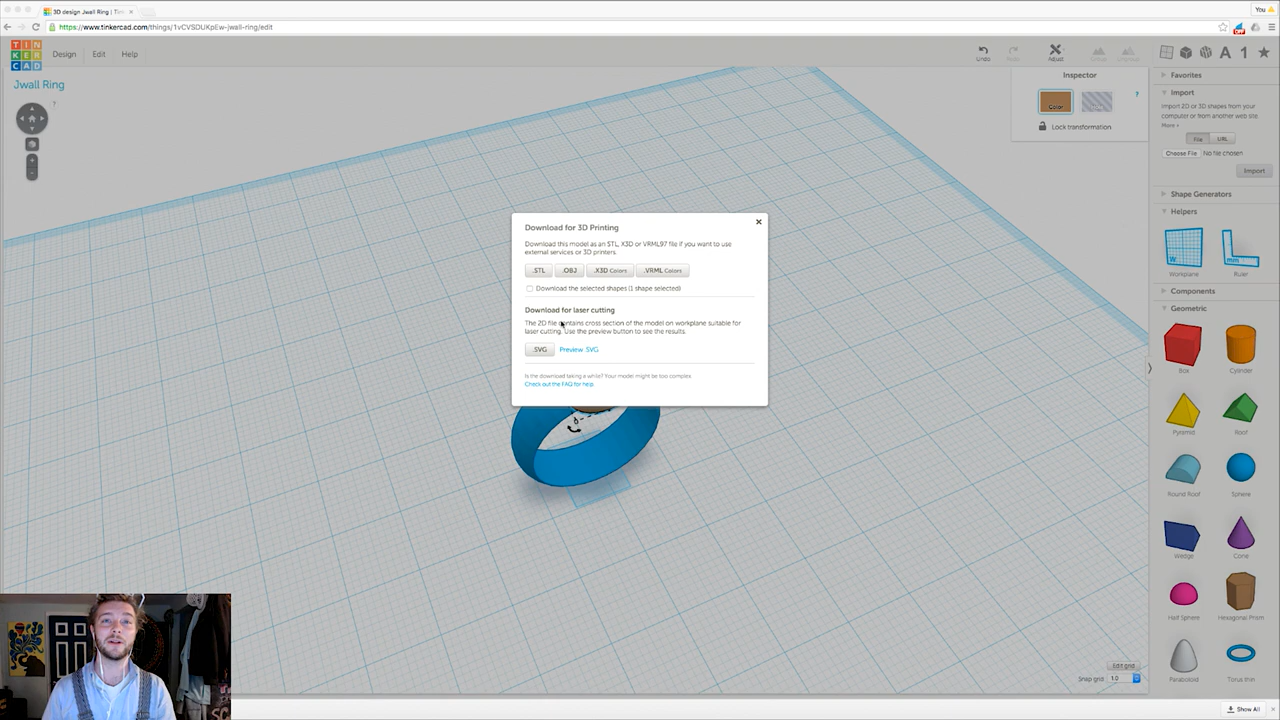 3D design Jwall Ring | Tin
You
https://www.tinkercad.com/things/1vCVSDUKpEw-jwall-ring/edit
OFF
TIN
KER
CAD
Design
Edit
Help
Undo
Redo
Adjust
Group
Ungroup
Jwall Ring
?
Inspector
Color
Hole
?
Lock transformation
Favorites
Import
Import 2D or 3D shapes from your
computer or from another web site
More »
File
URL
Choose File
No file chosen
Import
Shape Generators
Helpers
Workplane
Ruler
Components
Geometric
Box
Cylinder
Pyramid
Roof
Round Roof
Sphere
Wedge
Cone
Half Sphere
Hexagonal Prism
Paraboloid
Torus thin
Download for 3D Printing
Download this model as an STL, X3D or VRML97 file if you want to use
external services or 3D printers.
.STL
.OBJ
.X3D Colors
.VRML Colors
Download the selected shapes (1 shape selected)
Download for laser cutting
The 2D file contains cross section of the model on workplane suitable for
laser cutting. Use the preview button to see the results.
.SVG
Preview .SVG
Is the download taking a while? Your model might be too complex.
Check out the FAQ for help.
Edit grid
Snap grid:
1.0
Show All